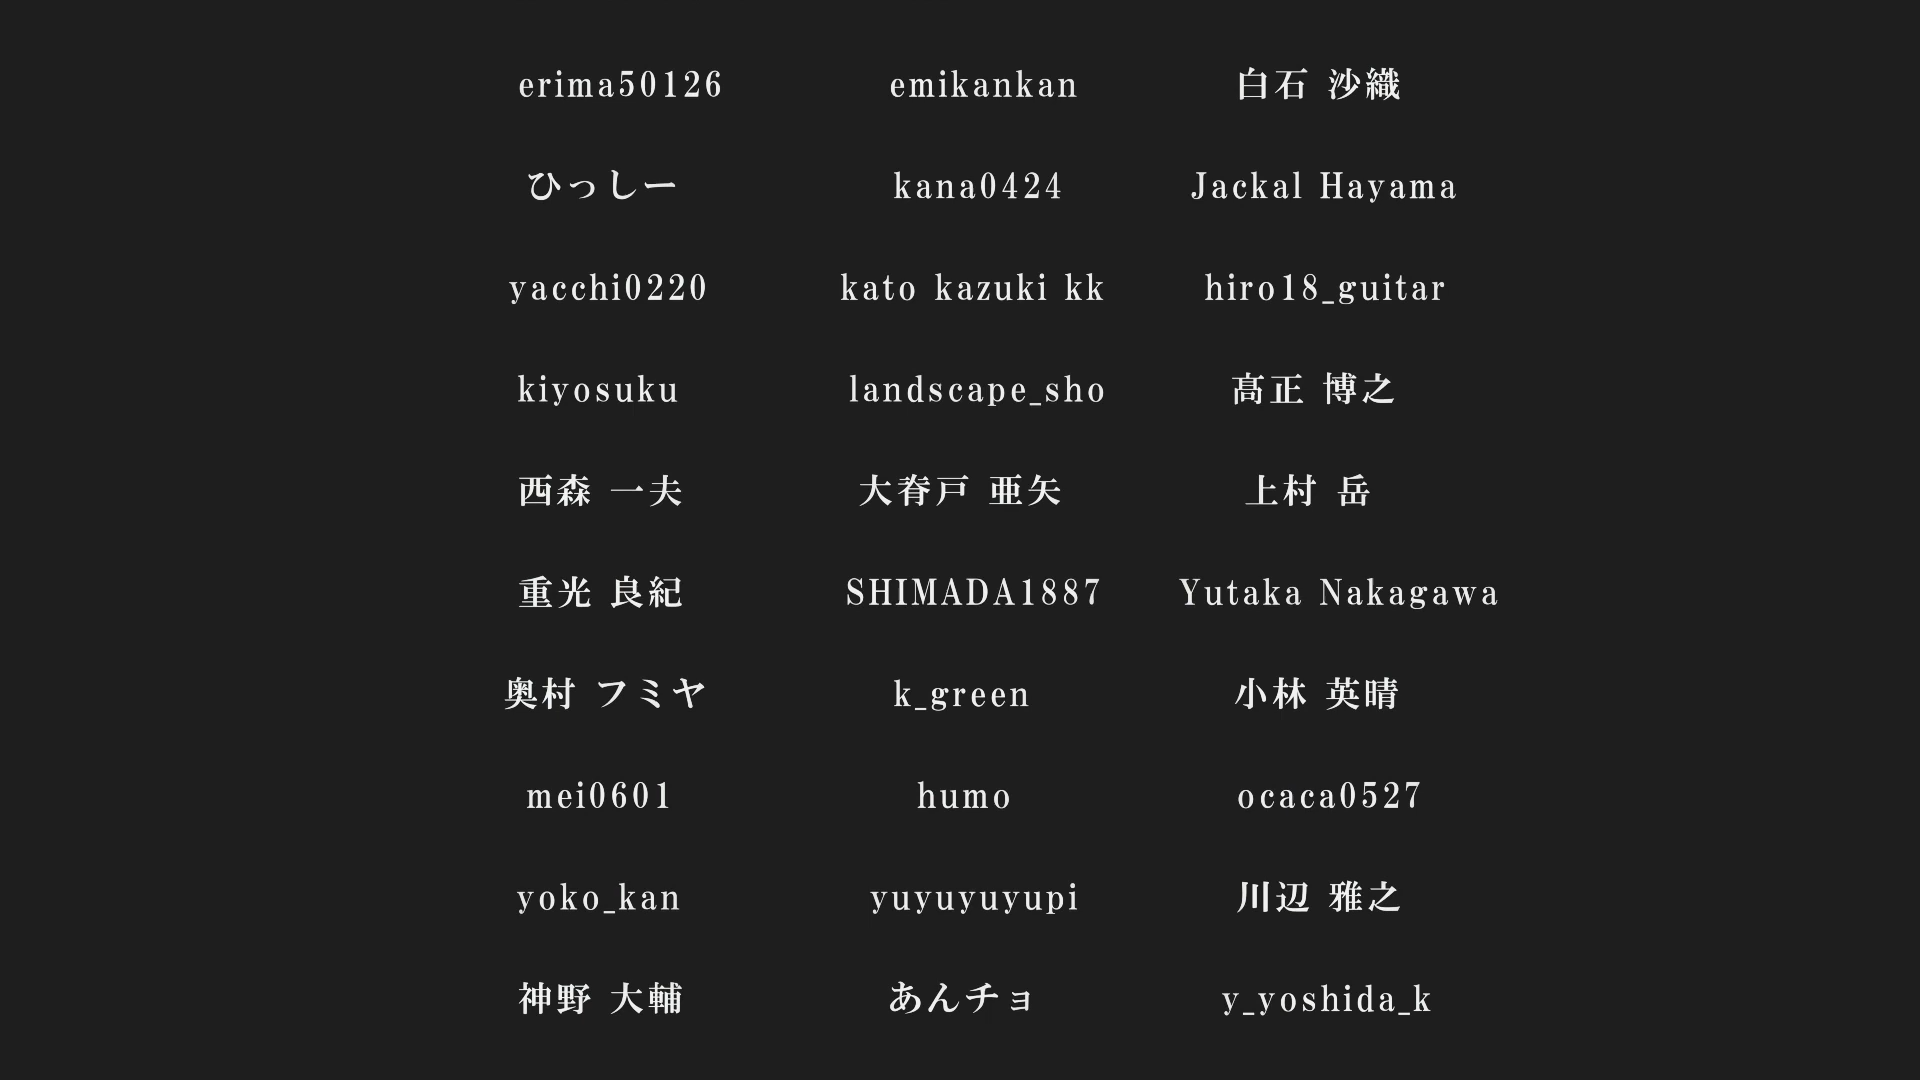 erima50126 emikankan 白石 沙織
ひっしー kana0424 Jackal Hayama
yacchi0220 kato kazuki kk hiro18_guitar
kiyosuku landscape_sho 髙正 博之
西森 一夫 大脊戸 亜矢 上村 岳
重光 良紀 SHIMADA1887 Yutaka Nakagawa
奥村 フミヤ k_green 小林 英晴
mei0601 humo ocaca0527
yoko_kan yuyuyuyupi 川辺 雅之
神野 大輔 あんチョ y_yoshida_k